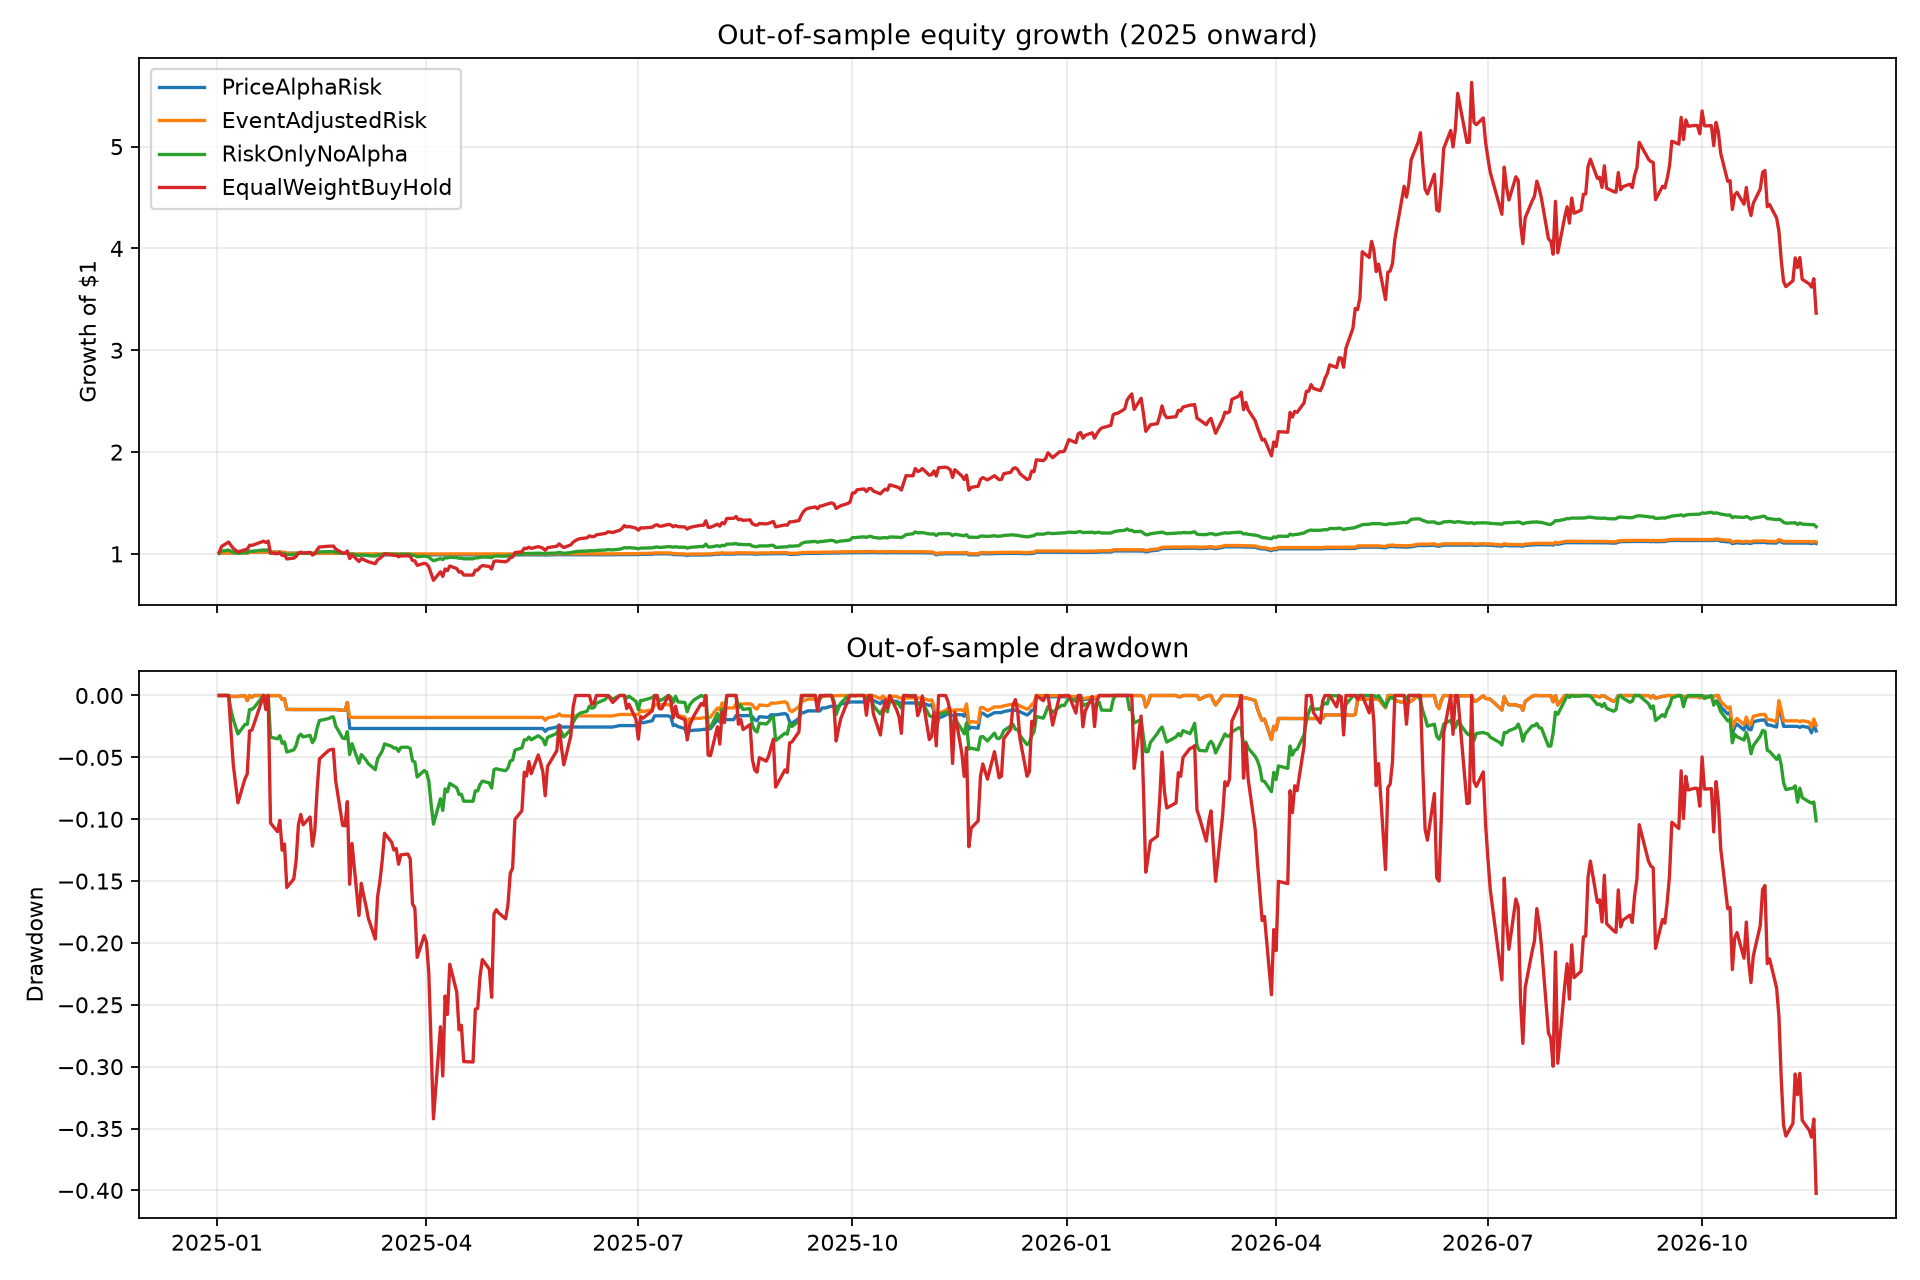 Out-of-sample equity growth (2025 onward)
PriceAlphaRisk
EventAdjustedRisk
RiskOnlyNoAlpha
EqualWeightBuyHold
Growth of $1
5
4
3
2
1
Out-of-sample drawdown
Drawdown
0.00
−0.05
−0.10
−0.15
−0.20
−0.25
−0.30
−0.35
−0.40
2025-01
2025-04
2025-07
2025-10
2026-01
2026-04
2026-07
2026-10